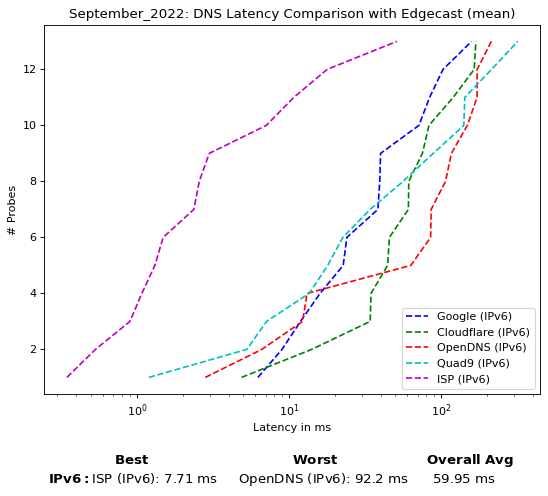 September_2022: DNS Latency Comparison with Edgecast (mean)
12
10
8
6
4
2
# Probes
10⁰ 10¹ 10²
Latency in ms
Google (IPv6)
Cloudflare (IPv6)
OpenDNS (IPv6)
Quad9 (IPv6)
ISP (IPv6)
Best Worst Overall Avg
IPv6: ISP (IPv6): 7.71 ms OpenDNS (IPv6): 92.2 ms 59.95 ms